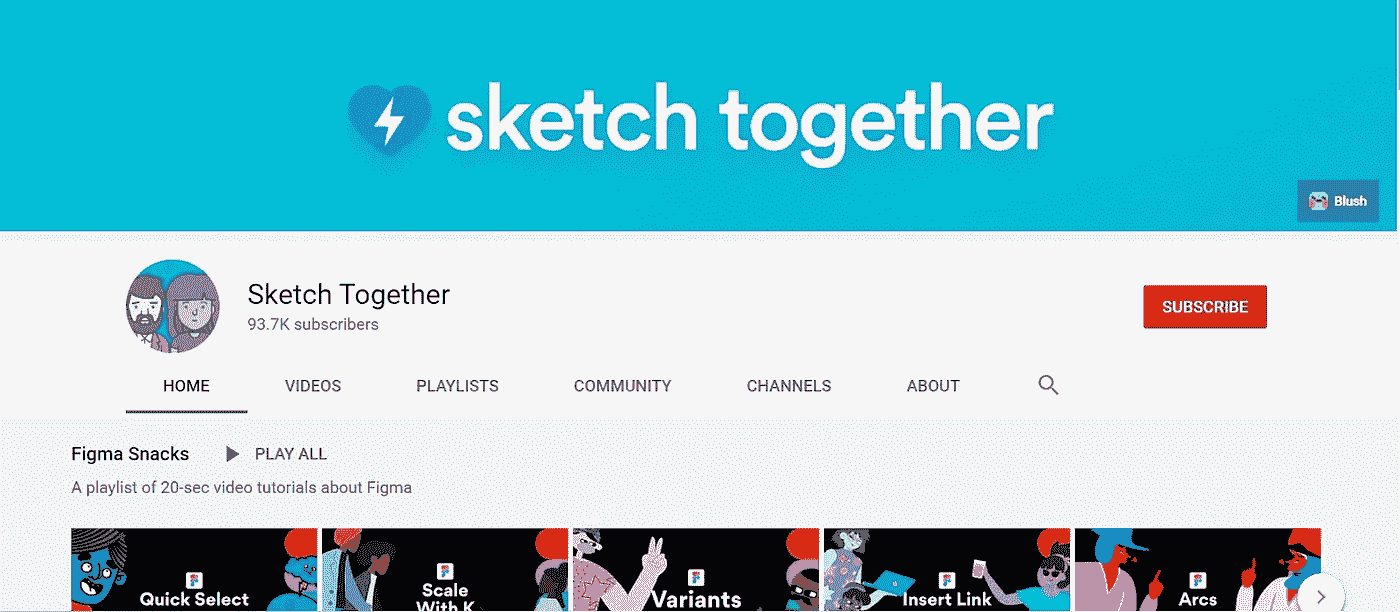 sketch together
Blush
Sketch Together
93.7K subscribers
SUBSCRIBE
HOME VIDEOS PLAYLISTS COMMUNITY CHANNELS ABOUT
Figma Snacks PLAY ALL
A playlist of 20-sec video tutorials about Figma
Quick Select
Scale
With K
Variants
Insert Link
Arcs